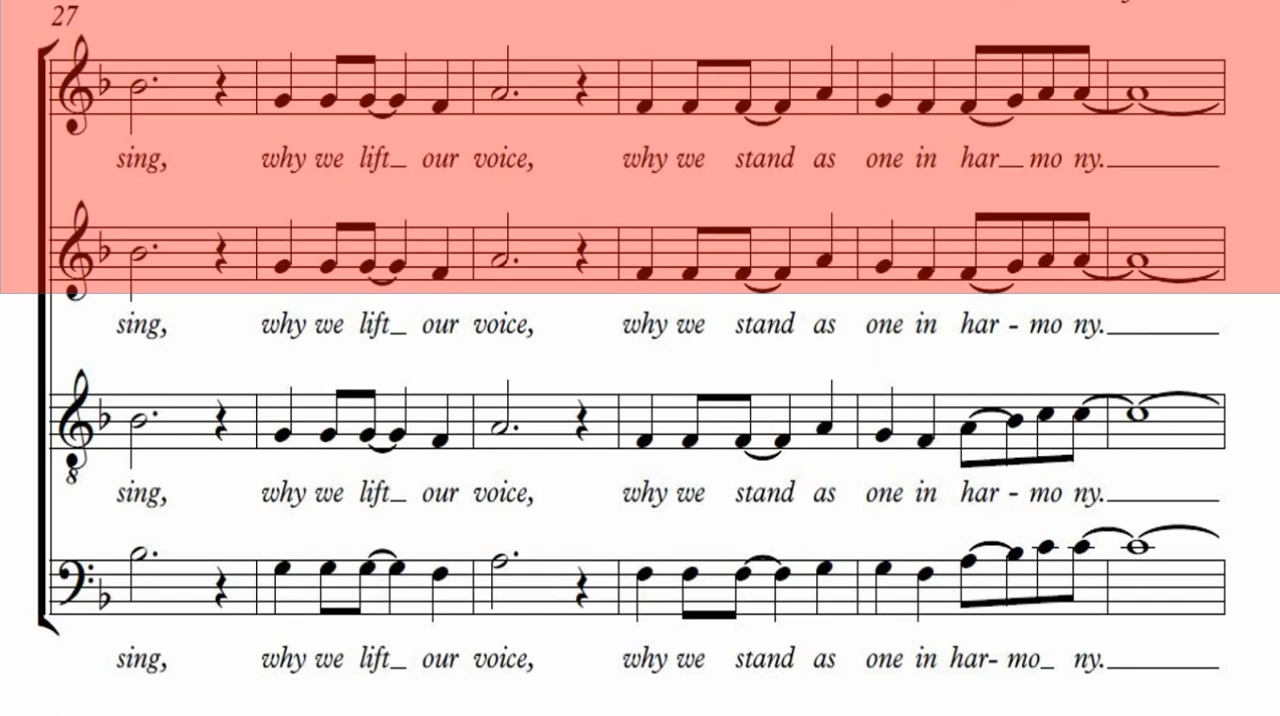 27
sing, why we lift_ our voice, why we stand as one in har_ mo ny.
sing, why we lift_ our voice, why we stand as one in har - mo ny.
8
sing, why we lift_ our voice, why we stand as one in har - mo ny.
sing, why we lift_ our voice, why we stand as one in har- mo_ ny.